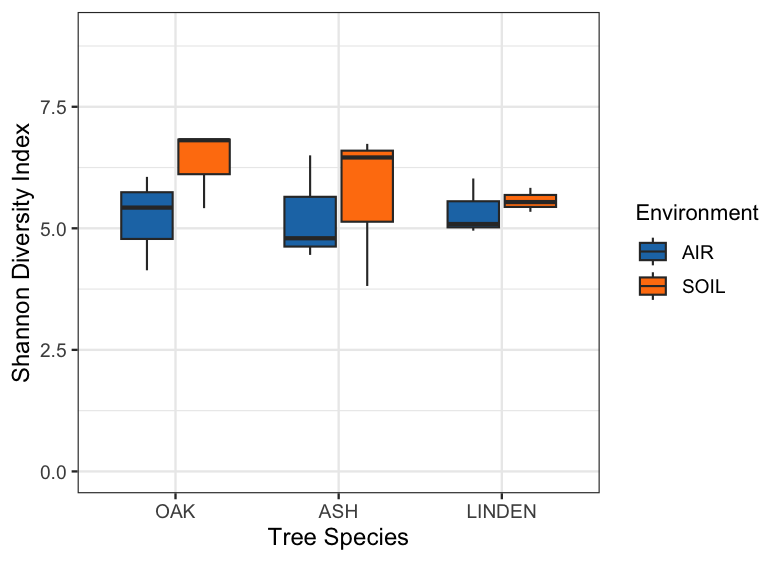 Shannon Diversity Index
7.5
5.0
2.5
0.0
OAK
ASH
LINDEN
Tree Species
Environment
AIR
SOIL